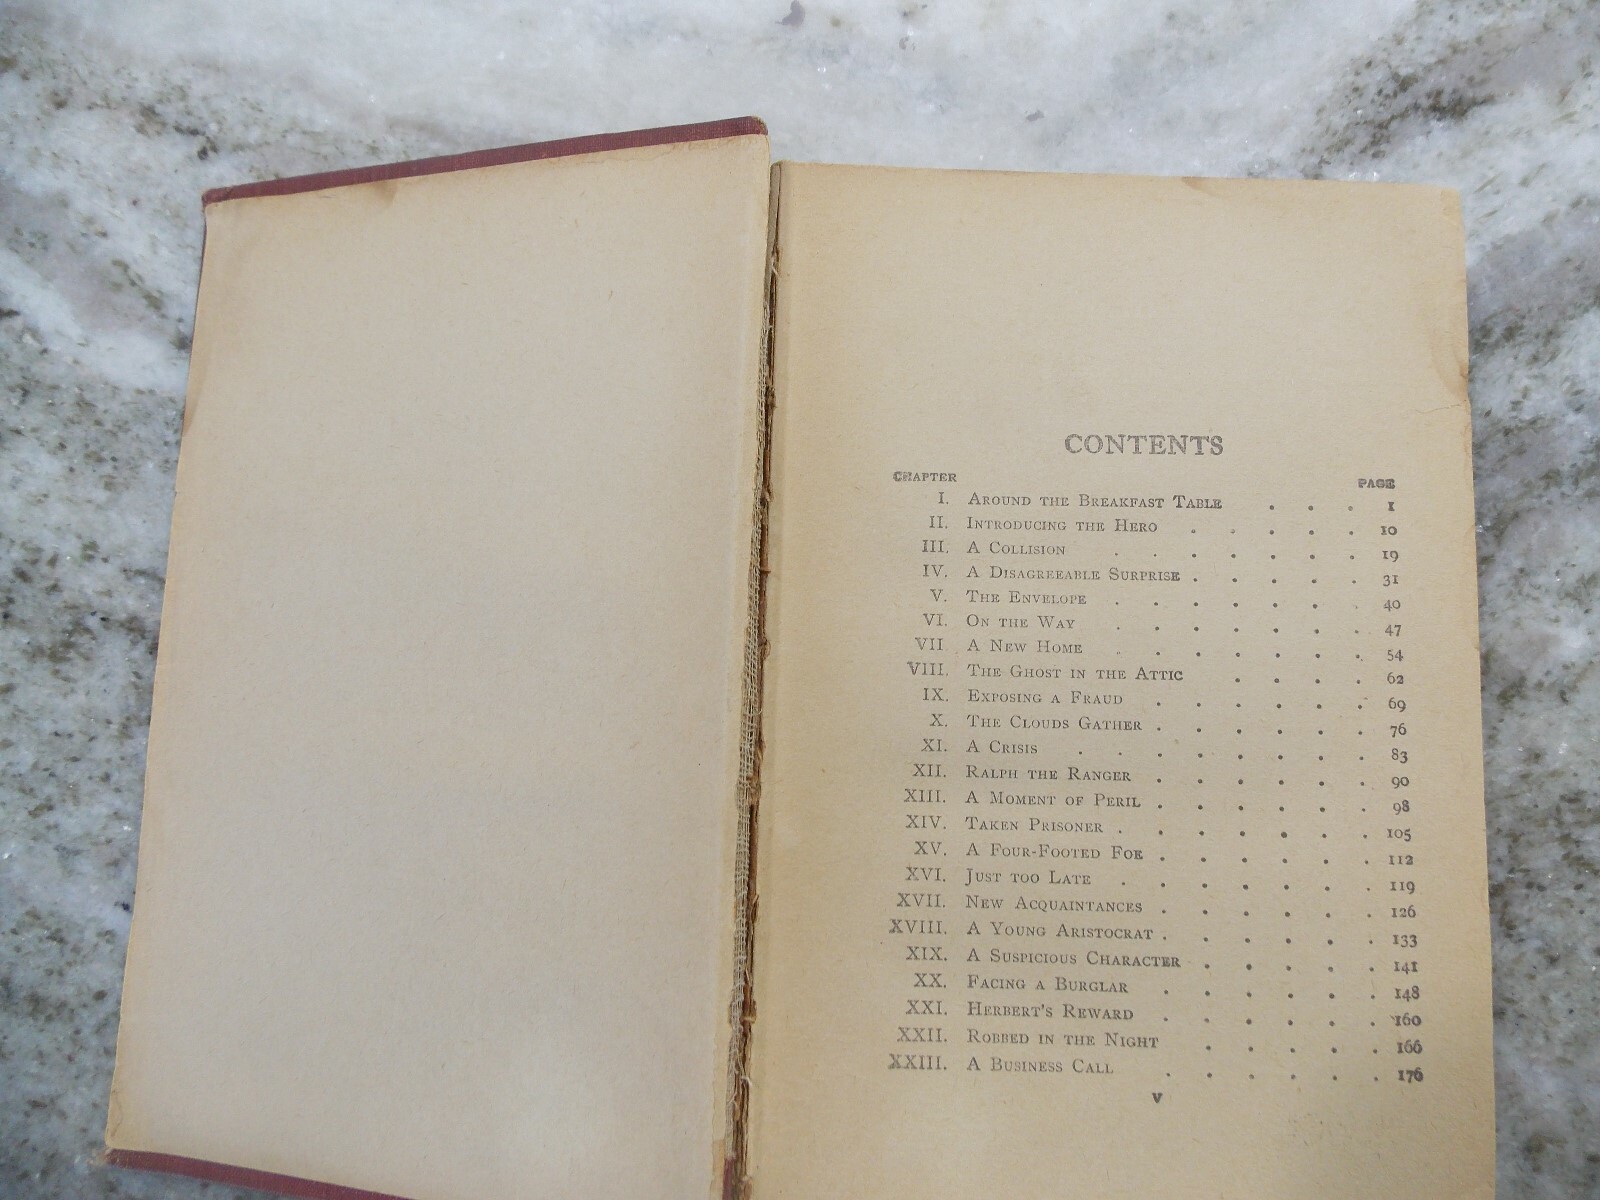 CONTENTS
CHAPTER PAGE
I. AROUND THE BREAKFAST TABLE . . . 1
II. INTRODUCING THE HERO . . . . . 10
III. A COLLISION . . . . . . . 19
IV. A DISAGREEABLE SURPRISE . . . . . 31
V. THE ENVELOPE . . . . . . . 40
VI. ON THE WAY . . . . . . . 47
VII. A NEW HOME . . . . . . . 54
VIII. THE GHOST IN THE ATTIC . . . . 62
IX. EXPOSING A FRAUD . . . . . . 69
X. THE CLOUDS GATHER . . . . . . 76
XI. A CRISIS . . . . . . . . 83
XII. RALPH THE RANGER . . . . . . 90
XIII. A MOMENT OF PERIL . . . . . . 98
XIV. TAKEN PRISONER . . . . . . . 105
XV. A FOUR-FOOTED FOE . . . . . . 112
XVI. JUST TOO LATE . . . . . . . 119
XVII. NEW ACQUAINTANCES . . . . . . 126
XVIII. A YOUNG ARISTOCRAT . . . . . . 133
XIX. A SUSPICIOUS CHARACTER . . . . . 141
XX. FACING A BURGLAR . . . . . . 148
XXI. HERBERT'S REWARD . . . . . . 160
XXII. ROBBED IN THE NIGHT . . . . . 166
XXIII. A BUSINESS CALL . . . . . . 176
v